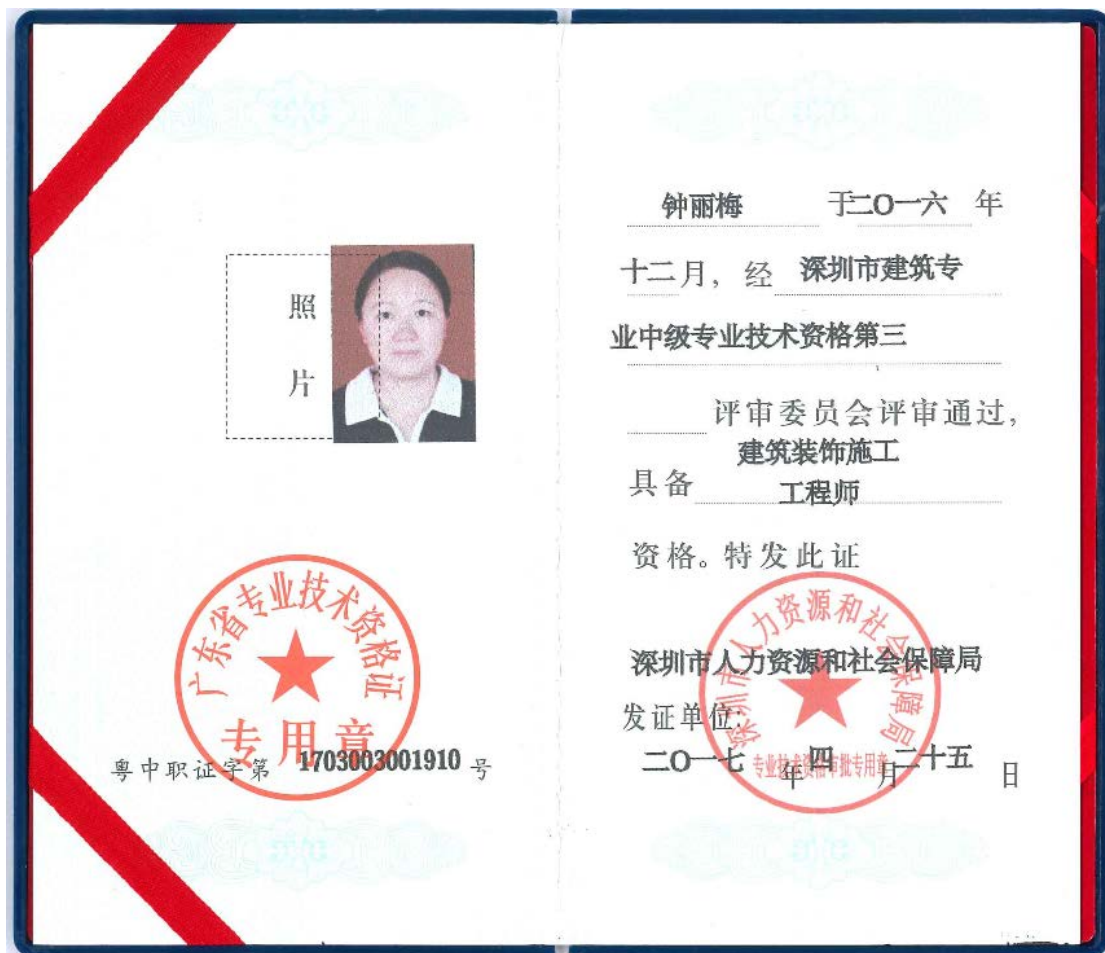 照
片
广东省专业技术资格证
专用章
粤中职证字第 1703003001910 号
钟丽梅 于二O一六 年
十二月，经 深圳市建筑专
业中级专业技术资格第三
评审委员会评审通过，
建筑装饰施工
具备 工程师
资格。特发此证
深圳市人力资源和社会保障局
深圳市人力资源和社会保障局
发证单位：
二O一七 年 四 月 二十五 日
专业技术资格审批专用章